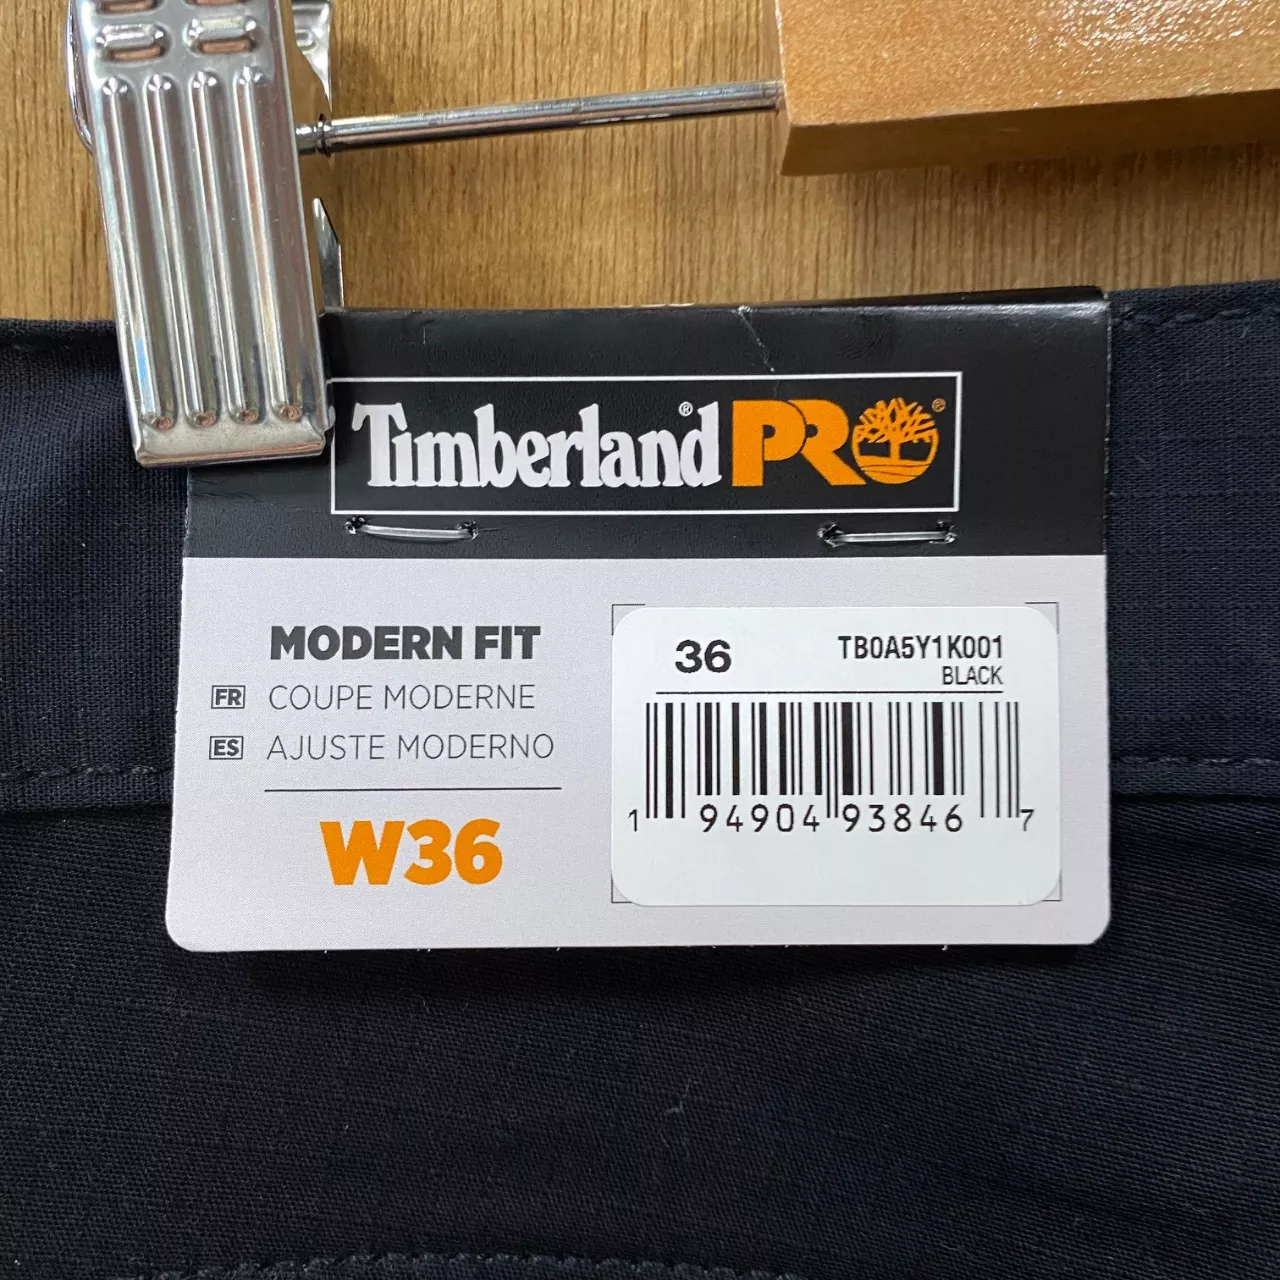 Timberland® PRO®
MODERN FIT
FR COUPE MODERNE
ES AJUSTE MODERNO
W36
36 TB0A5Y1K001
BLACK
1 94904 93846 7